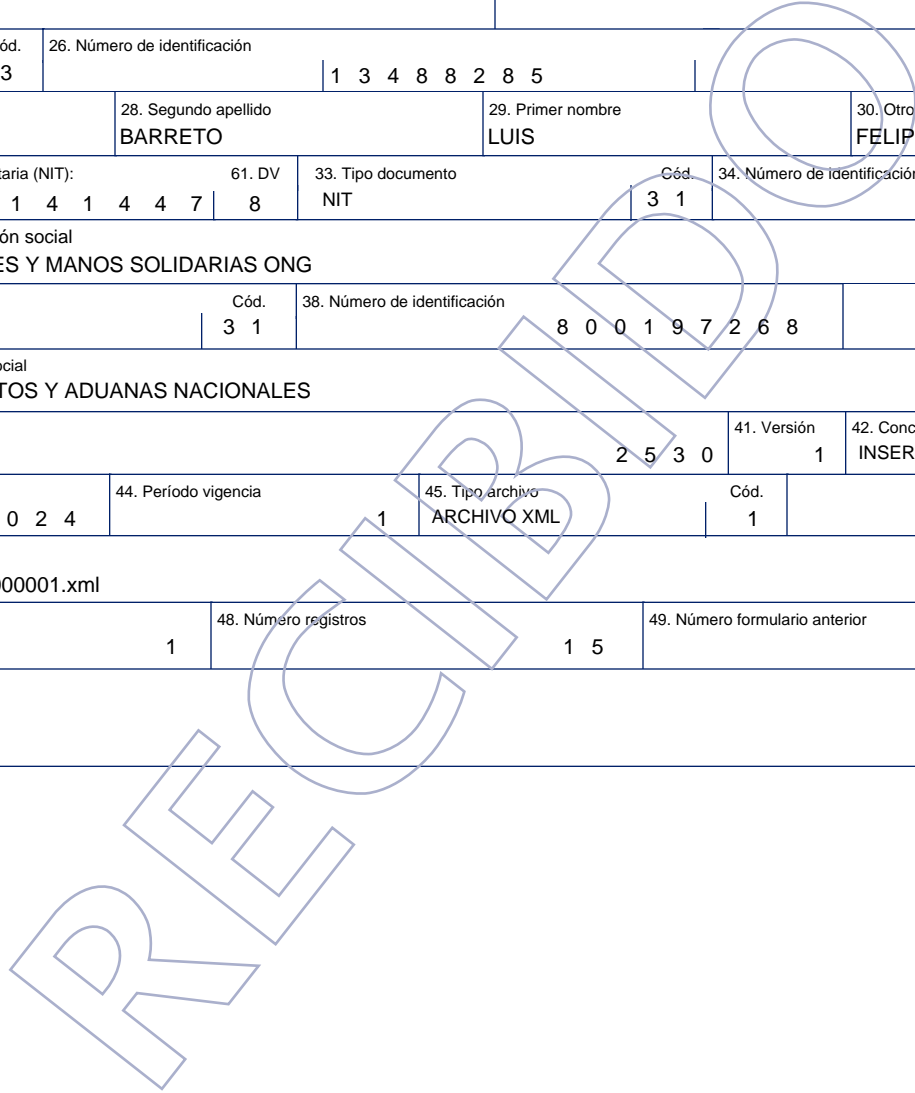 ód. 26. Número de identificación
3 1 3 4 8 8 2 8 5
28. Segundo apellido 29. Primer nombre 30. Otro
BARRETO LUIS FELIP
taria (NIT): 61. DV 33. Tipo documento Cód. 34. Número de identificación
1 4 1 4 4 7 8 NIT 3 1
ón social
ES Y MANOS SOLIDARIAS ONG
Cód. 38. Número de identificación
3 1 8 0 0 1 9 7 2 6 8
ocial
TOS Y ADUANAS NACIONALES
41. Versión 42. Conc
2 5 3 0 1 INSER
44. Período vigencia 45. Tipo archivo Cód.
0 2 4 1 ARCHIVO XML 1
000001.xml
48. Número registros 49. Número formulario anterior
1 1 5
RECIBIDO